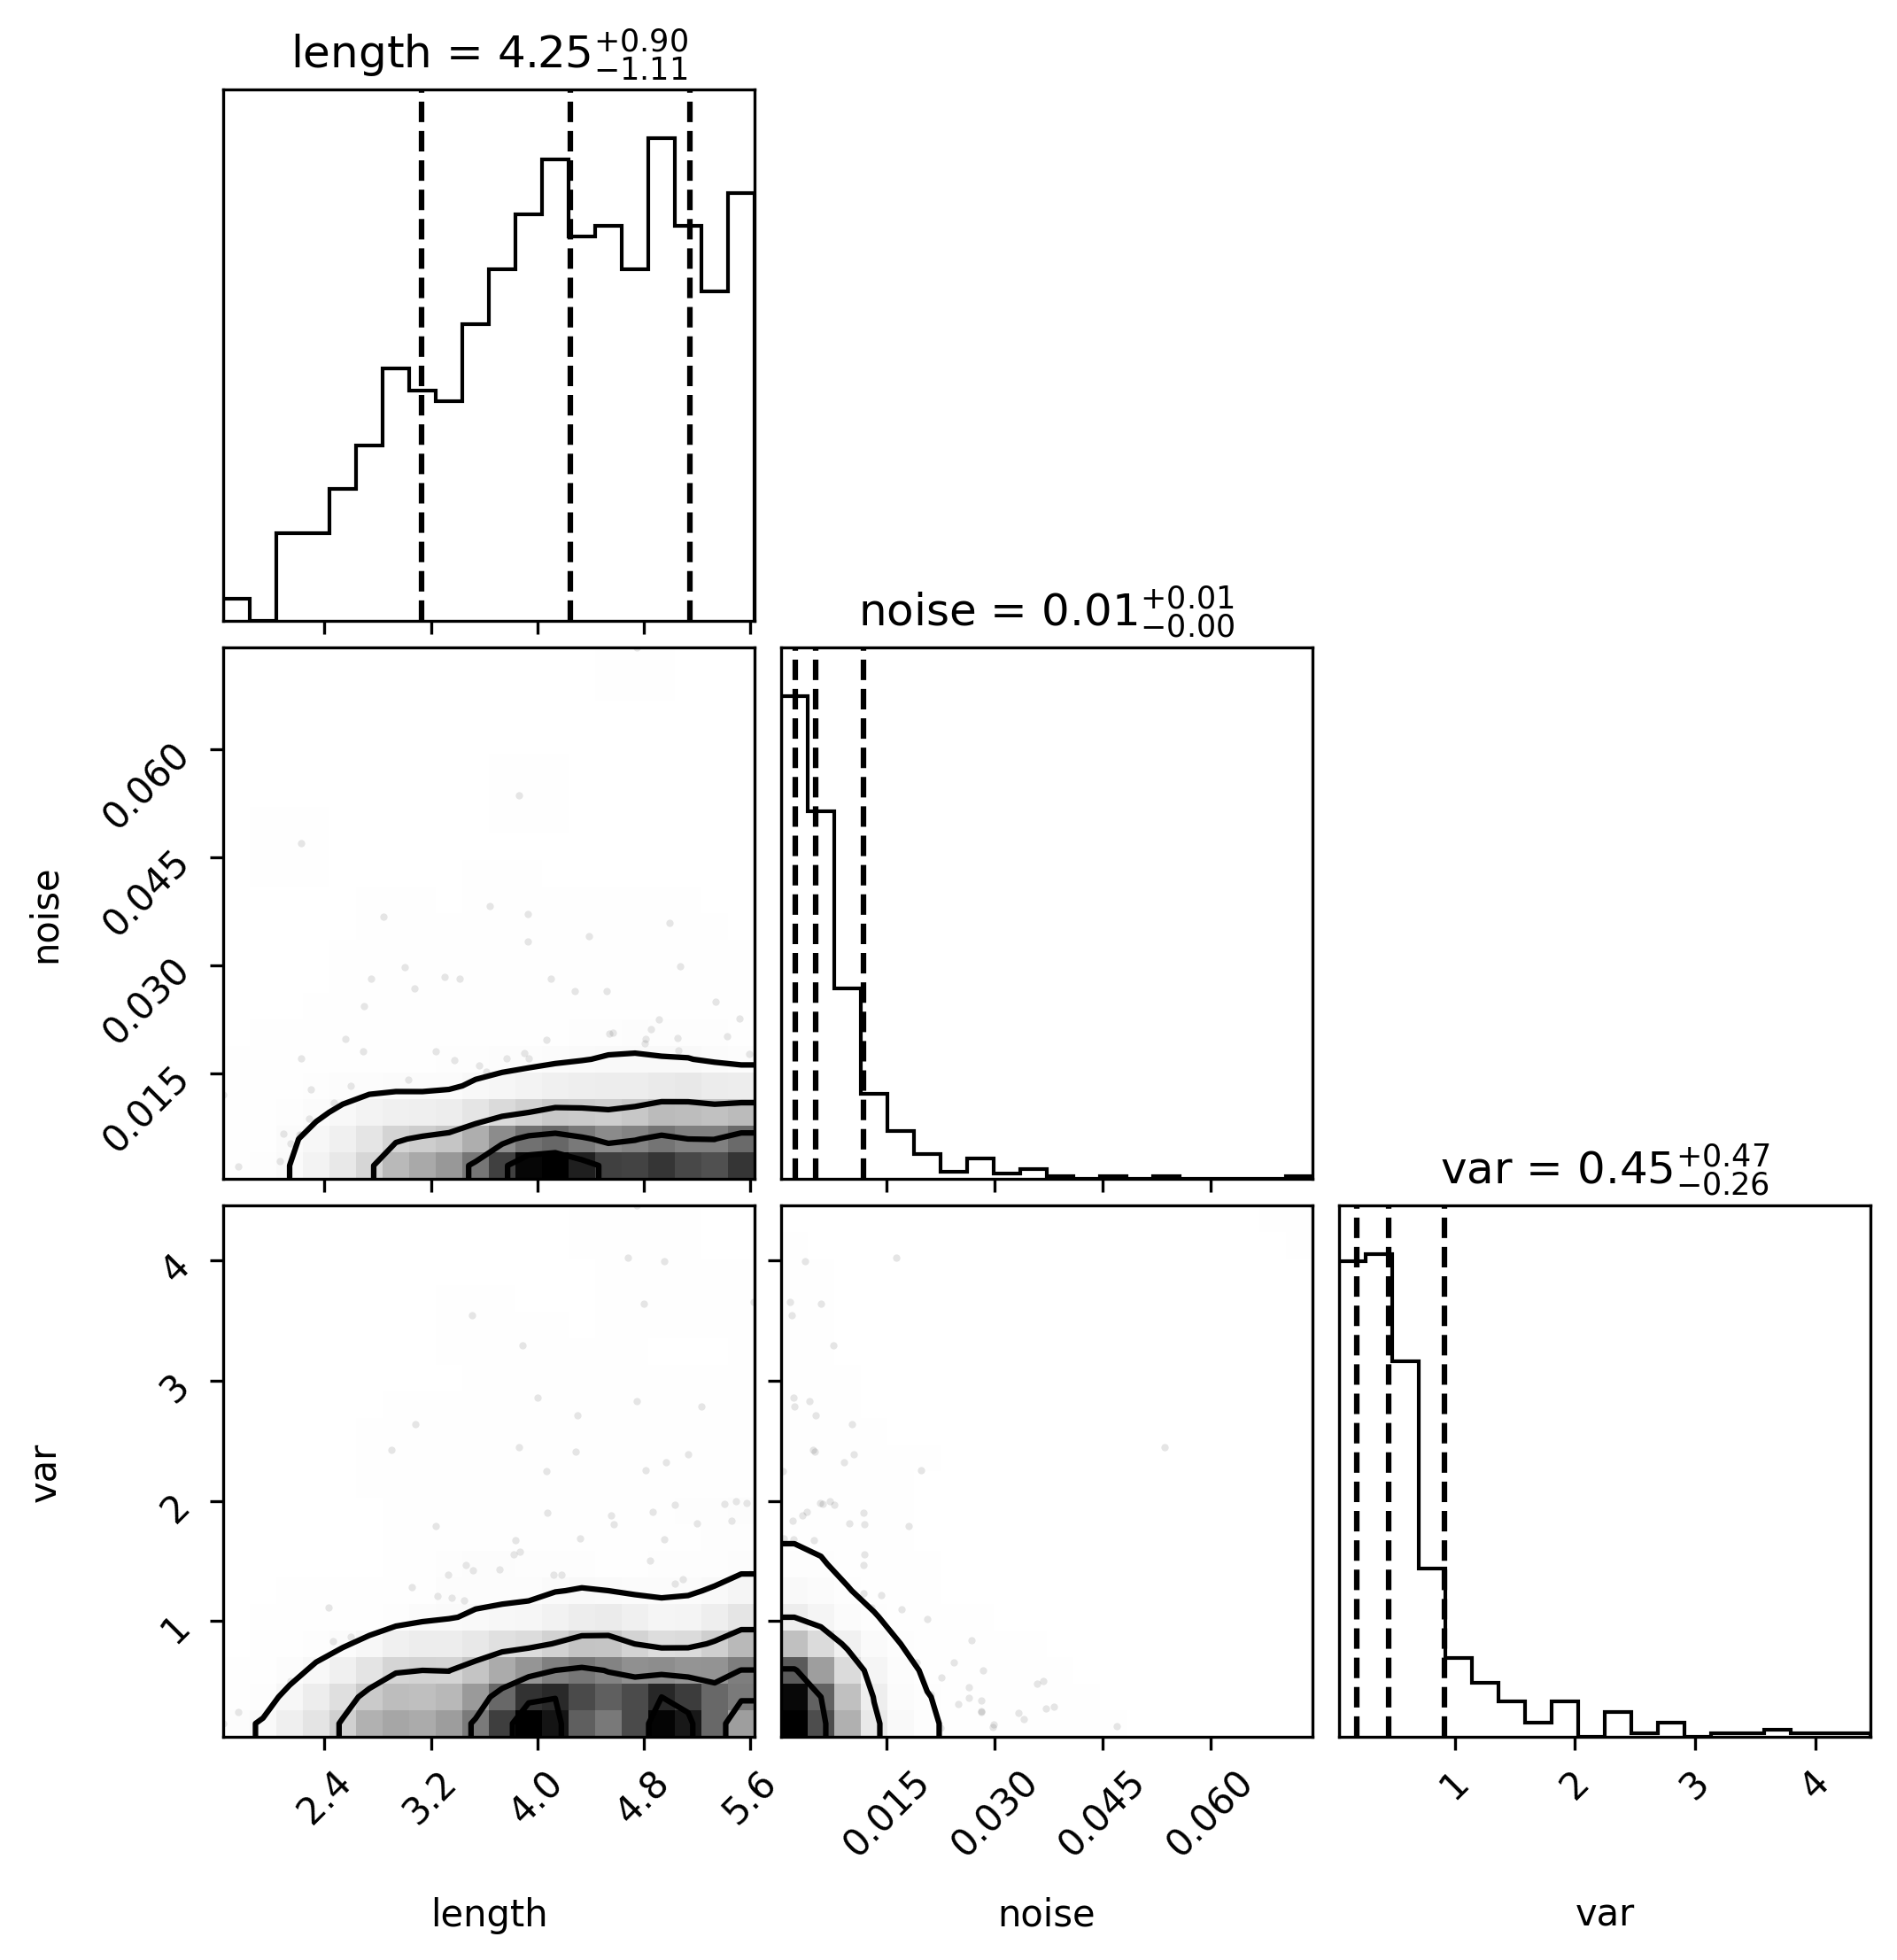 length = 4.25+0.90 −1.11
noise = 0.01+0.01 −0.00
0.060
0.045
0.030
0.015
noise
var = 0.45+0.47 −0.26
4
3
2
1
var
2.4 3.2 4.0 4.8 5.6 0.015 0.030 0.045 0.060 1 2 3 4
length noise var